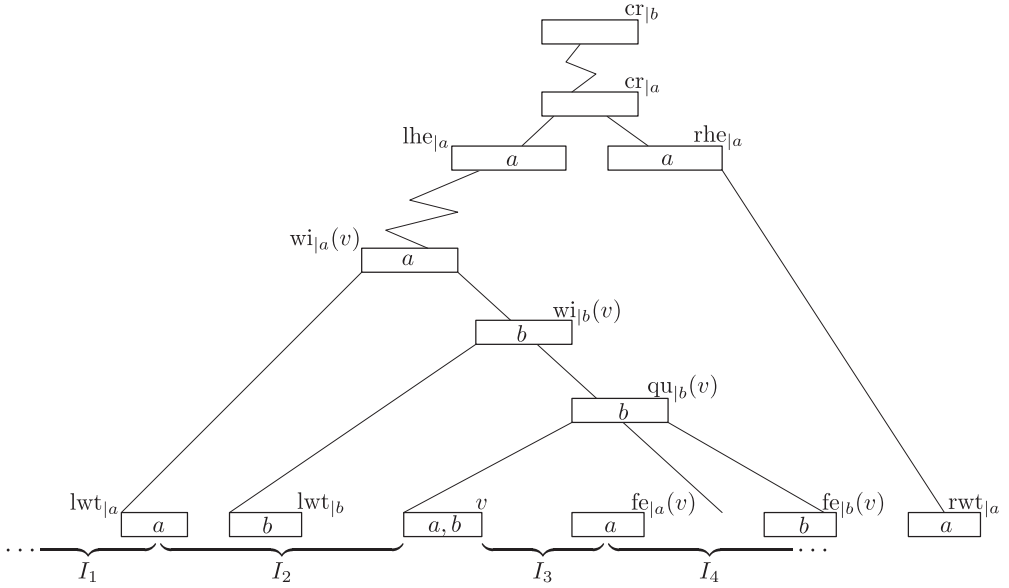 cr|b
cr|a
lhe|a
rhe|a
a
a
wi|a(v)
a
wi|b(v)
b
qu|b(v)
b
lwt|a
lwt|b
v
fe|a(v)
fe|b(v)
rwt|a
a
b
a, b
a
b
a
··· ···
I1 I2 I3 I4